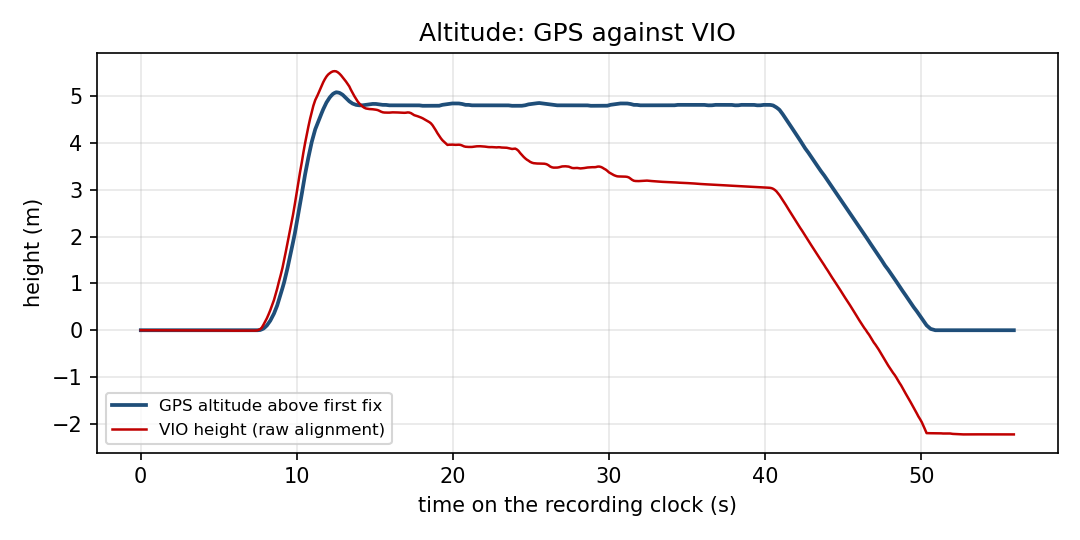 Altitude: GPS against VIO
height (m)
5
4
3
2
1
0
−1
−2
GPS altitude above first fix
VIO height (raw alignment)
0 10 20 30 40 50
time on the recording clock (s)